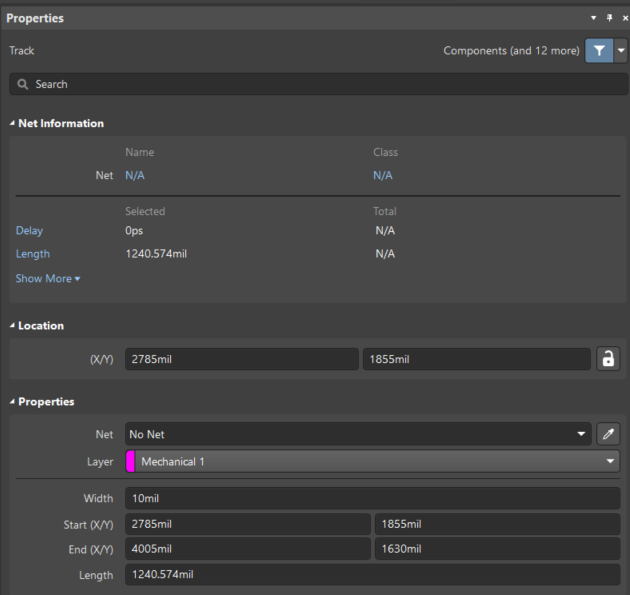 Properties
Track Components (and 12 more)
Search
Net Information
Name Class
Net N/A N/A
Selected Total
Delay 0ps N/A
Length 1240.574mil N/A
Show More
Location
(X/Y) 2785mil 1855mil
Properties
Net No Net
Layer Mechanical 1
Width 10mil
Start (X/Y) 2785mil 1855mil
End (X/Y) 4005mil 1630mil
Length 1240.574mil